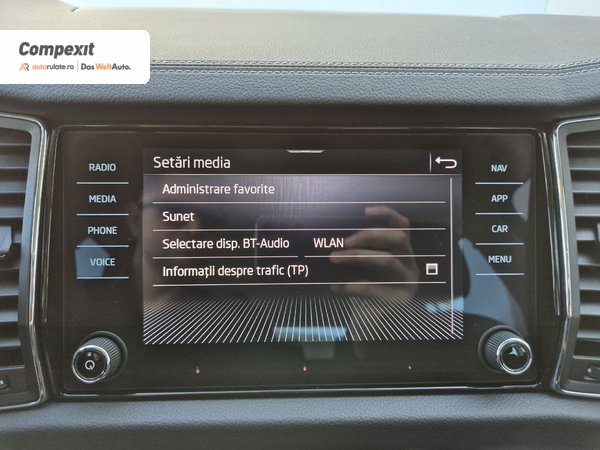 Compexit
autorulate.ro | Das WeltAuto.
RADIO
MEDIA
PHONE
VOICE
Setări media
Administrare favorite
Sunet
Selectare disp. BT-Audio WLAN
Informații despre trafic (TP)
NAV
APP
CAR
MENU